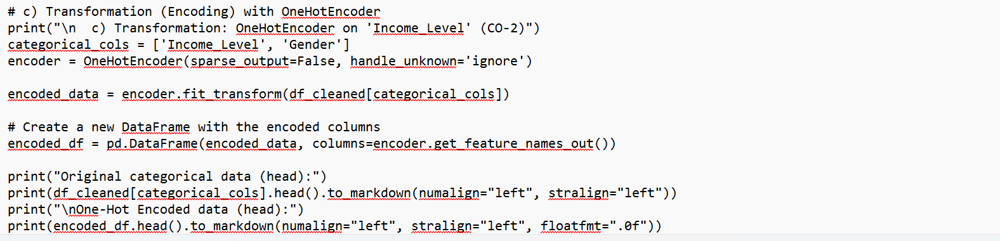 # c) Transformation (Encoding) with OneHotEncoder
print("\n  c) Transformation: OneHotEncoder on 'Income_Level' (CO-2)")
categorical_cols = ['Income_Level', 'Gender']
encoder = OneHotEncoder(sparse_output=False, handle_unknown='ignore')
encoded_data = encoder.fit_transform(df_cleaned[categorical_cols])
# Create a new DataFrame with the encoded columns
encoded_df = pd.DataFrame(encoded_data, columns=encoder.get_feature_names_out())
print("Original categorical data (head):")
print(df_cleaned[categorical_cols].head().to_markdown(numalign="left", stralign="left"))
print("\nOne-Hot Encoded data (head):")
print(encoded_df.head().to_markdown(numalign="left", stralign="left", floatfmt=".0f"))